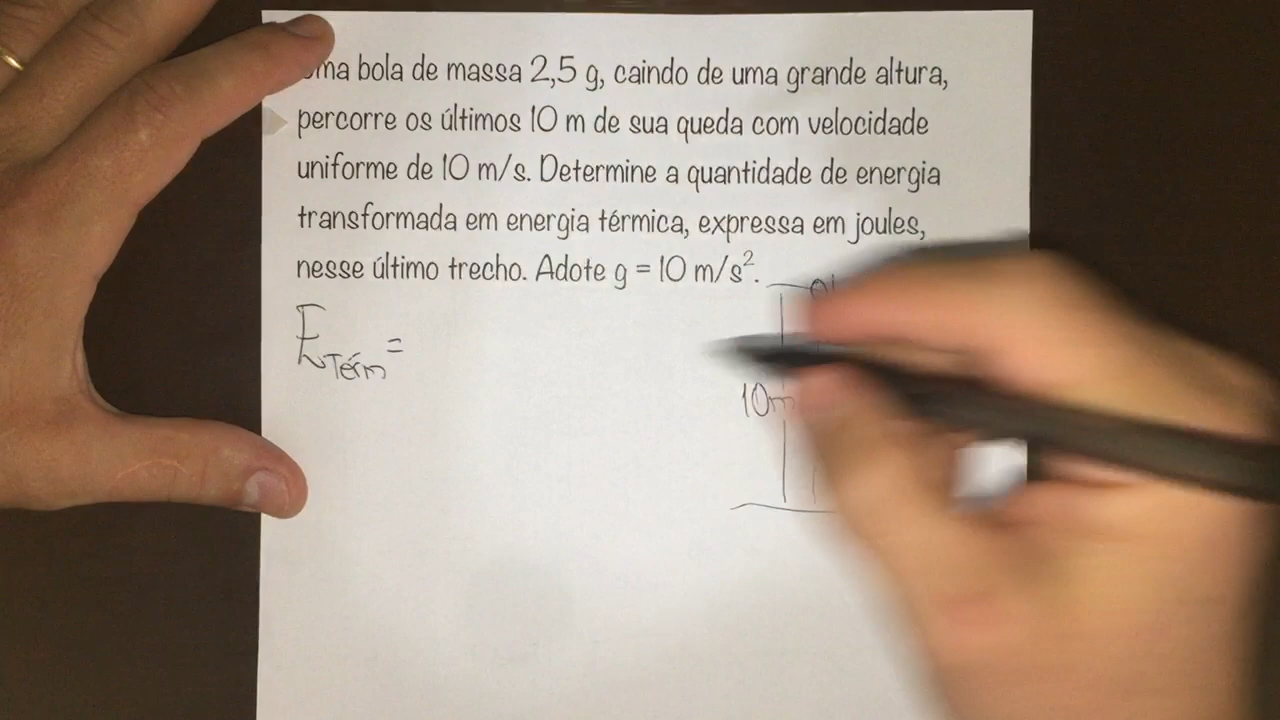 bola de massa 2,5 g, caindo de uma grande altura,
percorre os últimos 10 m de sua queda com velocidade
uniforme de 10 m/s. Determine a quantidade de energia
transformada em energia térmica, expressa em joules,
nesse último trecho. Adote g = 10 m/s².
E Térm =
10m